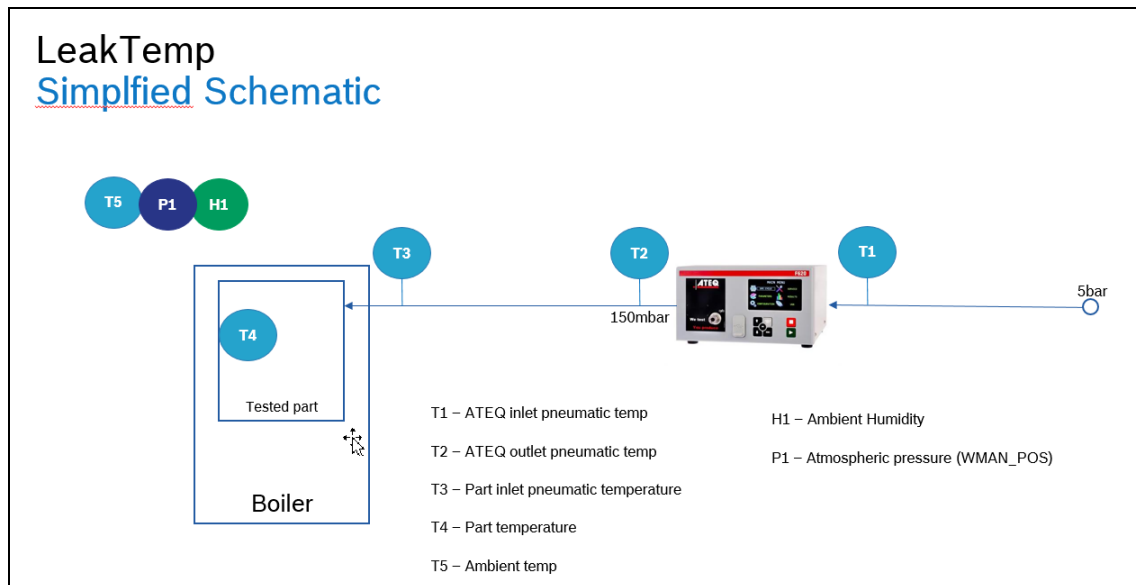 LeakTemp
Simplfied Schematic
T5
P1
H1
T3
T2
T1
5bar
150mbar
ATEQ
T4
Tested part
Boiler
T1 – ATEQ inlet pneumatic temp
T2 – ATEQ outlet pneumatic temp
T3 – Part inlet pneumatic temperature
T4 – Part temperature
T5 – Ambient temp
H1 – Ambient Humidity
P1 – Atmospheric pressure (WMAN_POS)